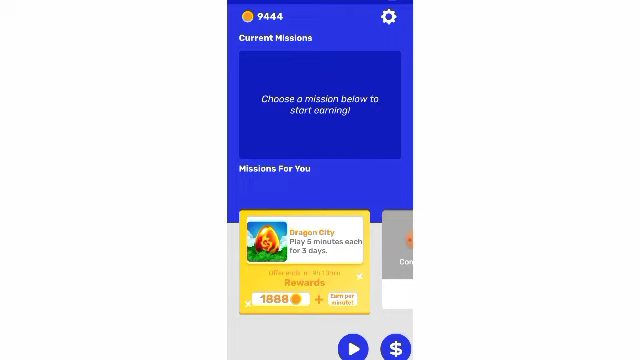 9444
Current Missions
Choose a mission below to
start earning!
Missions For You
Dragon City
Play 5 minutes each
for 3 days.
Rewards
1888 + Earn per
minute!
Con
$